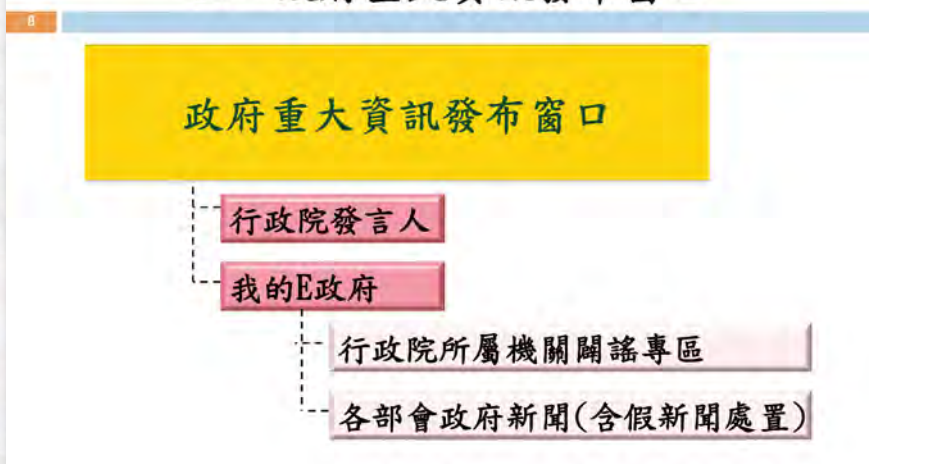 8
政府重大資訊發布窗口
行政院發言人
我的E政府
行政院所屬機關闢謠專區
各部會政府新聞(含假新聞處置)